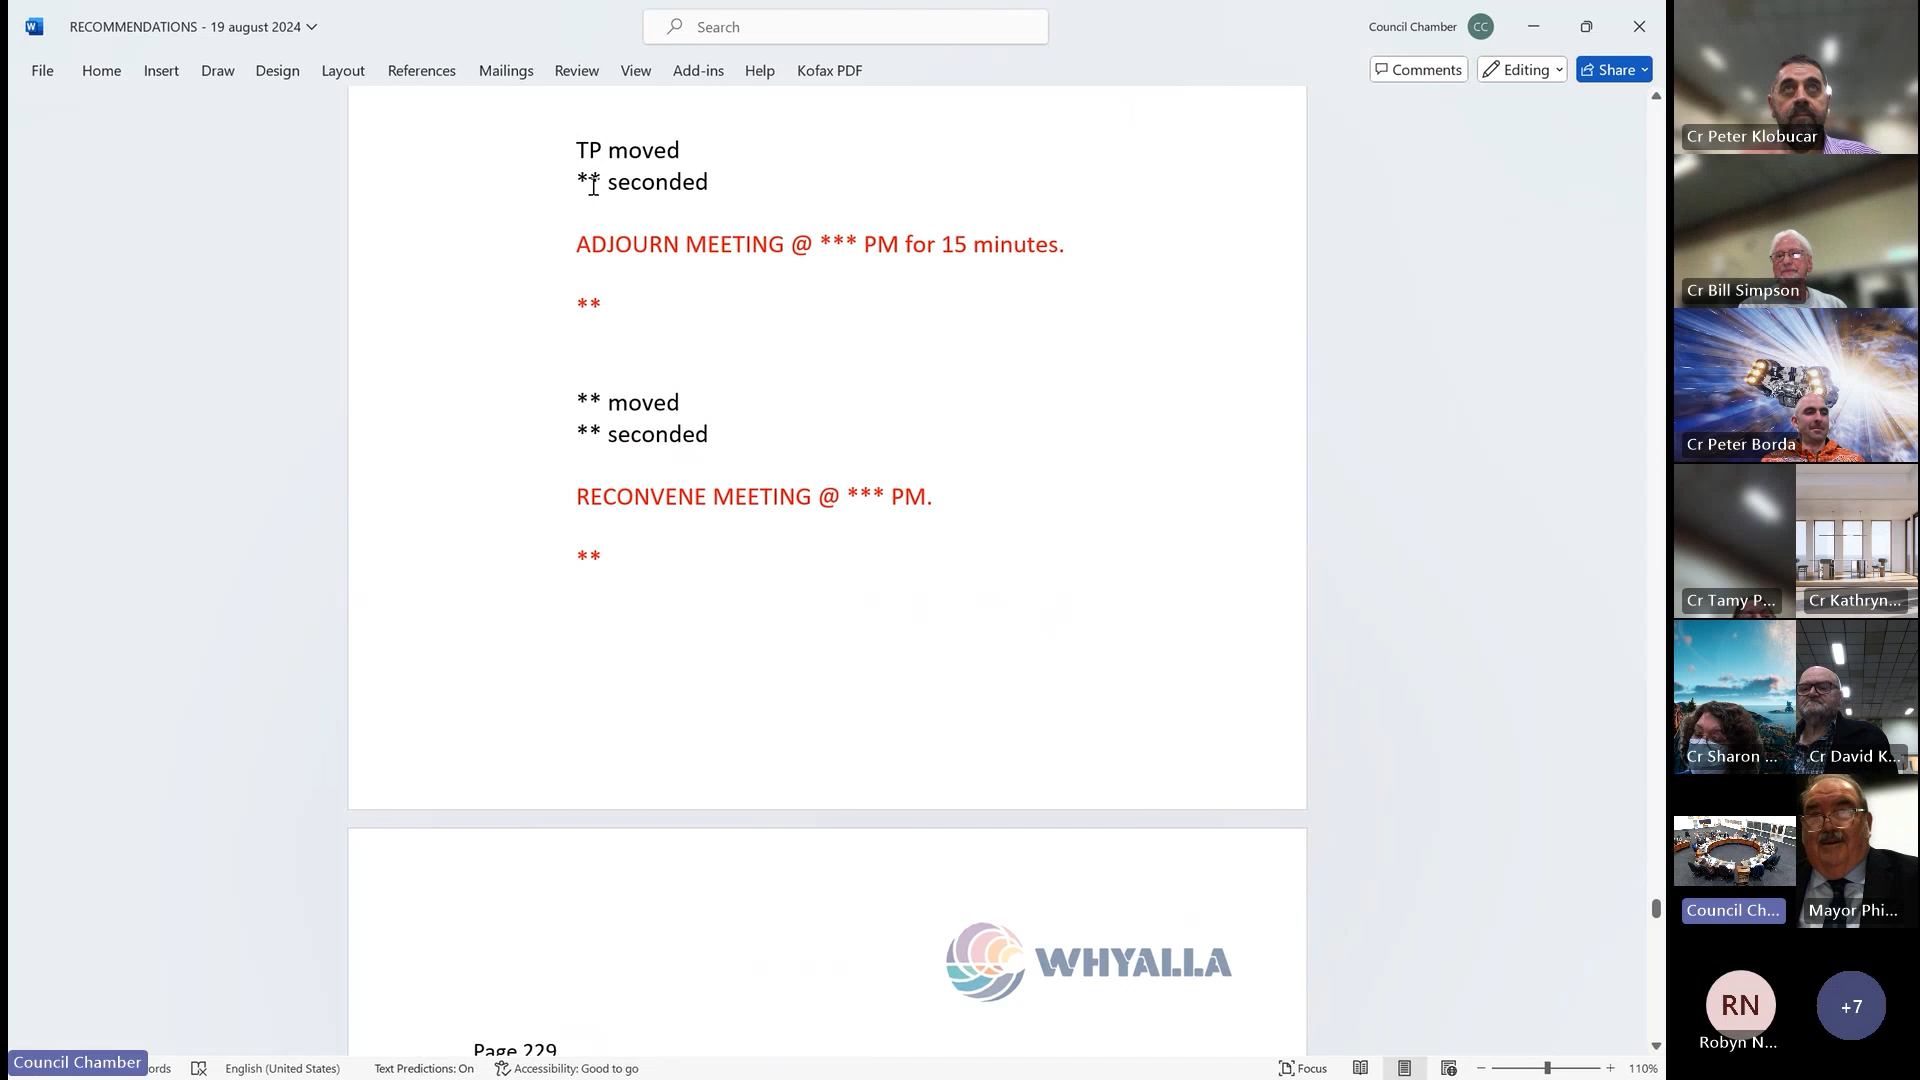 RECOMMENDATIONS - 19 august 2024
Search
Council Chamber CC
File Home Insert Draw Design Layout References Mailings Review View Add-ins Help Kofax PDF
Comments Editing Share
TP moved
** seconded
ADJOURN MEETING @ *** PM for 15 minutes.
**
** moved
** seconded
RECONVENE MEETING @ *** PM.
**
WHYALLA
Page 229
Council Chamber
ords English (United States) Text Predictions: On Accessibility: Good to go Focus 110%
Cr Peter Klobucar
Cr Bill Simpson
Cr Peter Borda
Cr Tamy P... Cr Kathryn...
Cr Sharon ... Cr David K...
Council Ch... Mayor Phi...
RN +7
Robyn N...